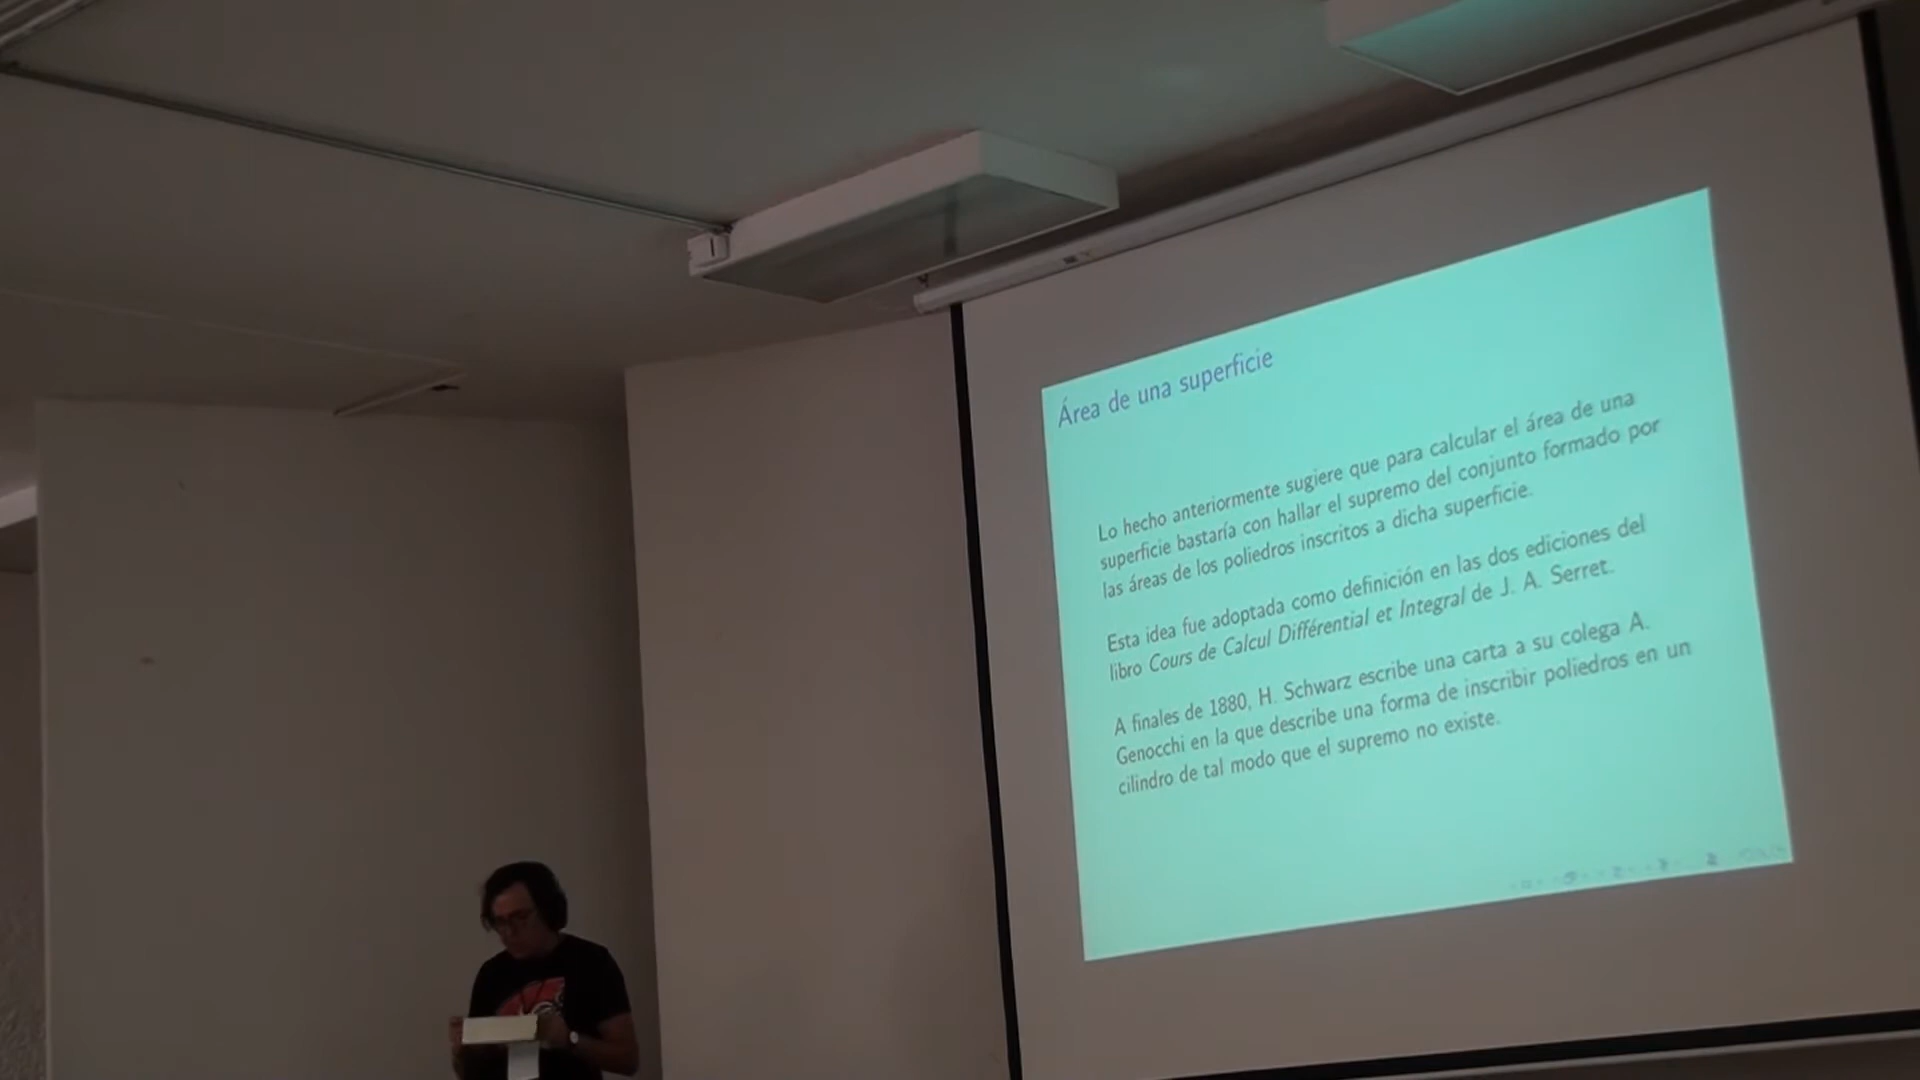 Área de una superficie
Lo hecho anteriormente sugiere que para calcular el área de una
superficie bastaría con hallar el supremo del conjunto formado por
las áreas de los poliedros inscritos a dicha superficie.
Esta idea fue adoptada como definición en las dos ediciones del
libro Cours de Calcul Différential et Integral de J. A. Serret.
A finales de 1880, H. Schwarz escribe una carta a su colega A.
Genocchi en la que describe una forma de inscribir poliedros en un
cilindro de tal modo que el supremo no existe.